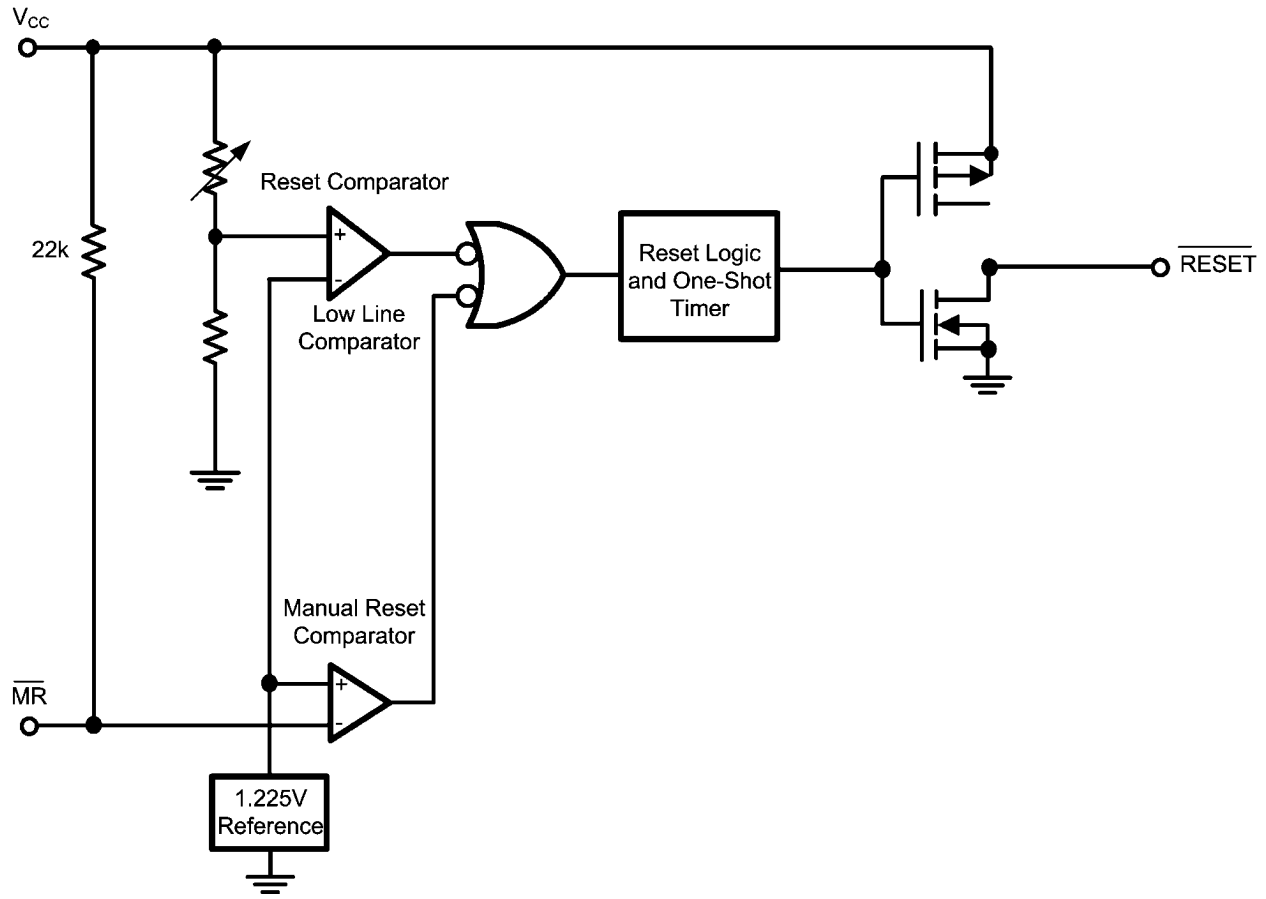 VCC
Reset Comparator
22k
+
-
Low Line
Comparator
Reset Logic
and One-Shot
Timer
RESET
Manual Reset
Comparator
MR
+
-
1.225V
Reference